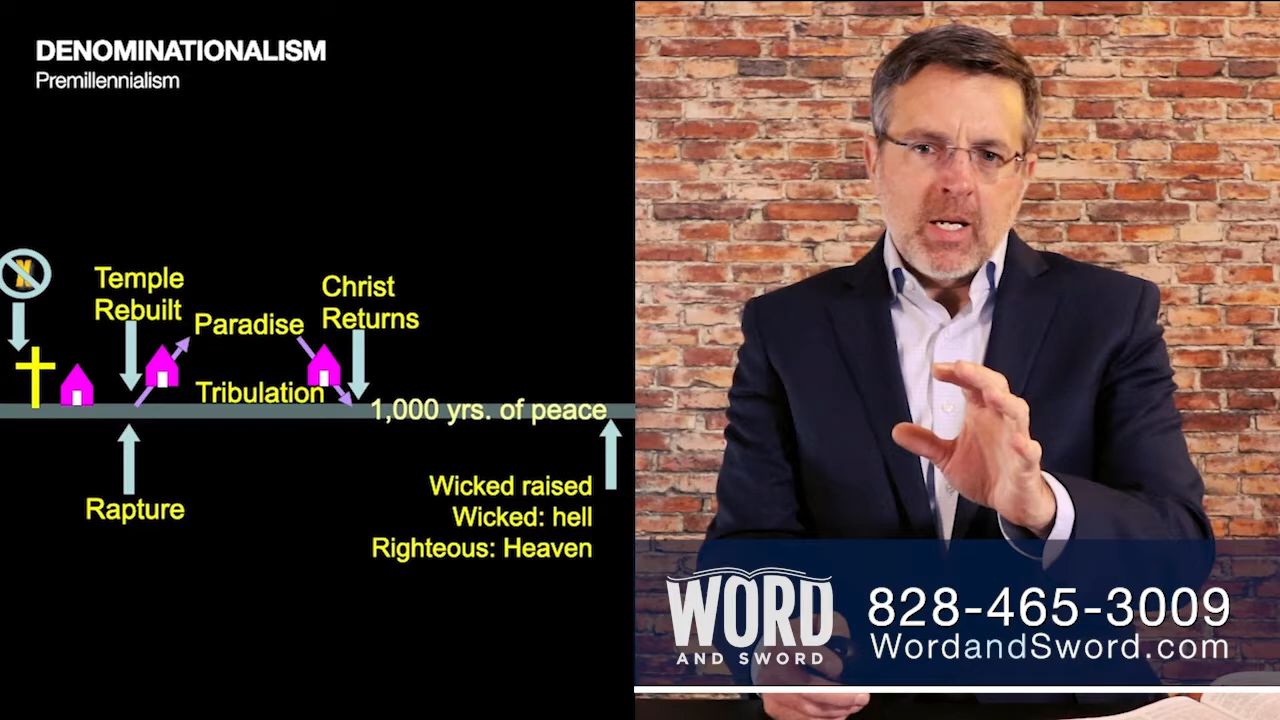 DENOMINATIONALISM
Premillennialism
Temple
Rebuilt
Paradise
Christ
Returns
Tribulation
1,000 yrs. of peace
Rapture
Wicked raised
Wicked: hell
Righteous: Heaven
WORD
AND SWORD
828-465-3009
WordandSword.com